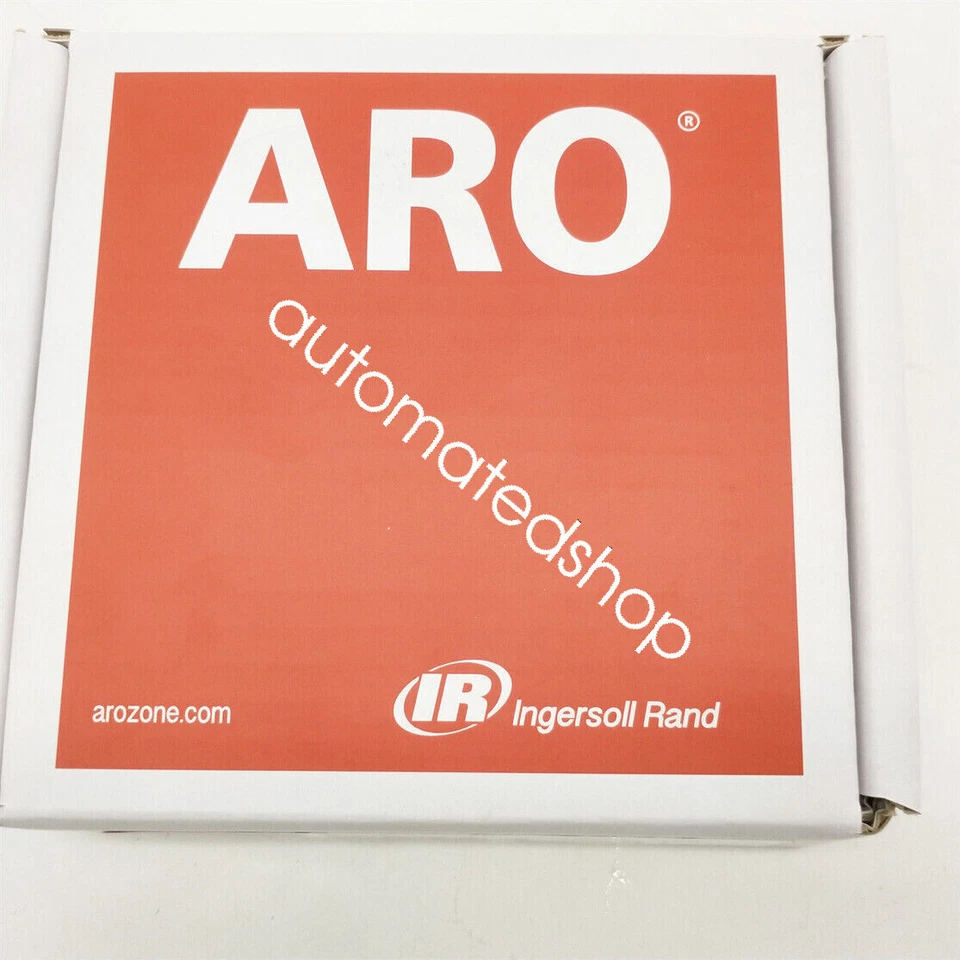 ARO®
automatedshop
arozone.com
IR Ingersoll Rand